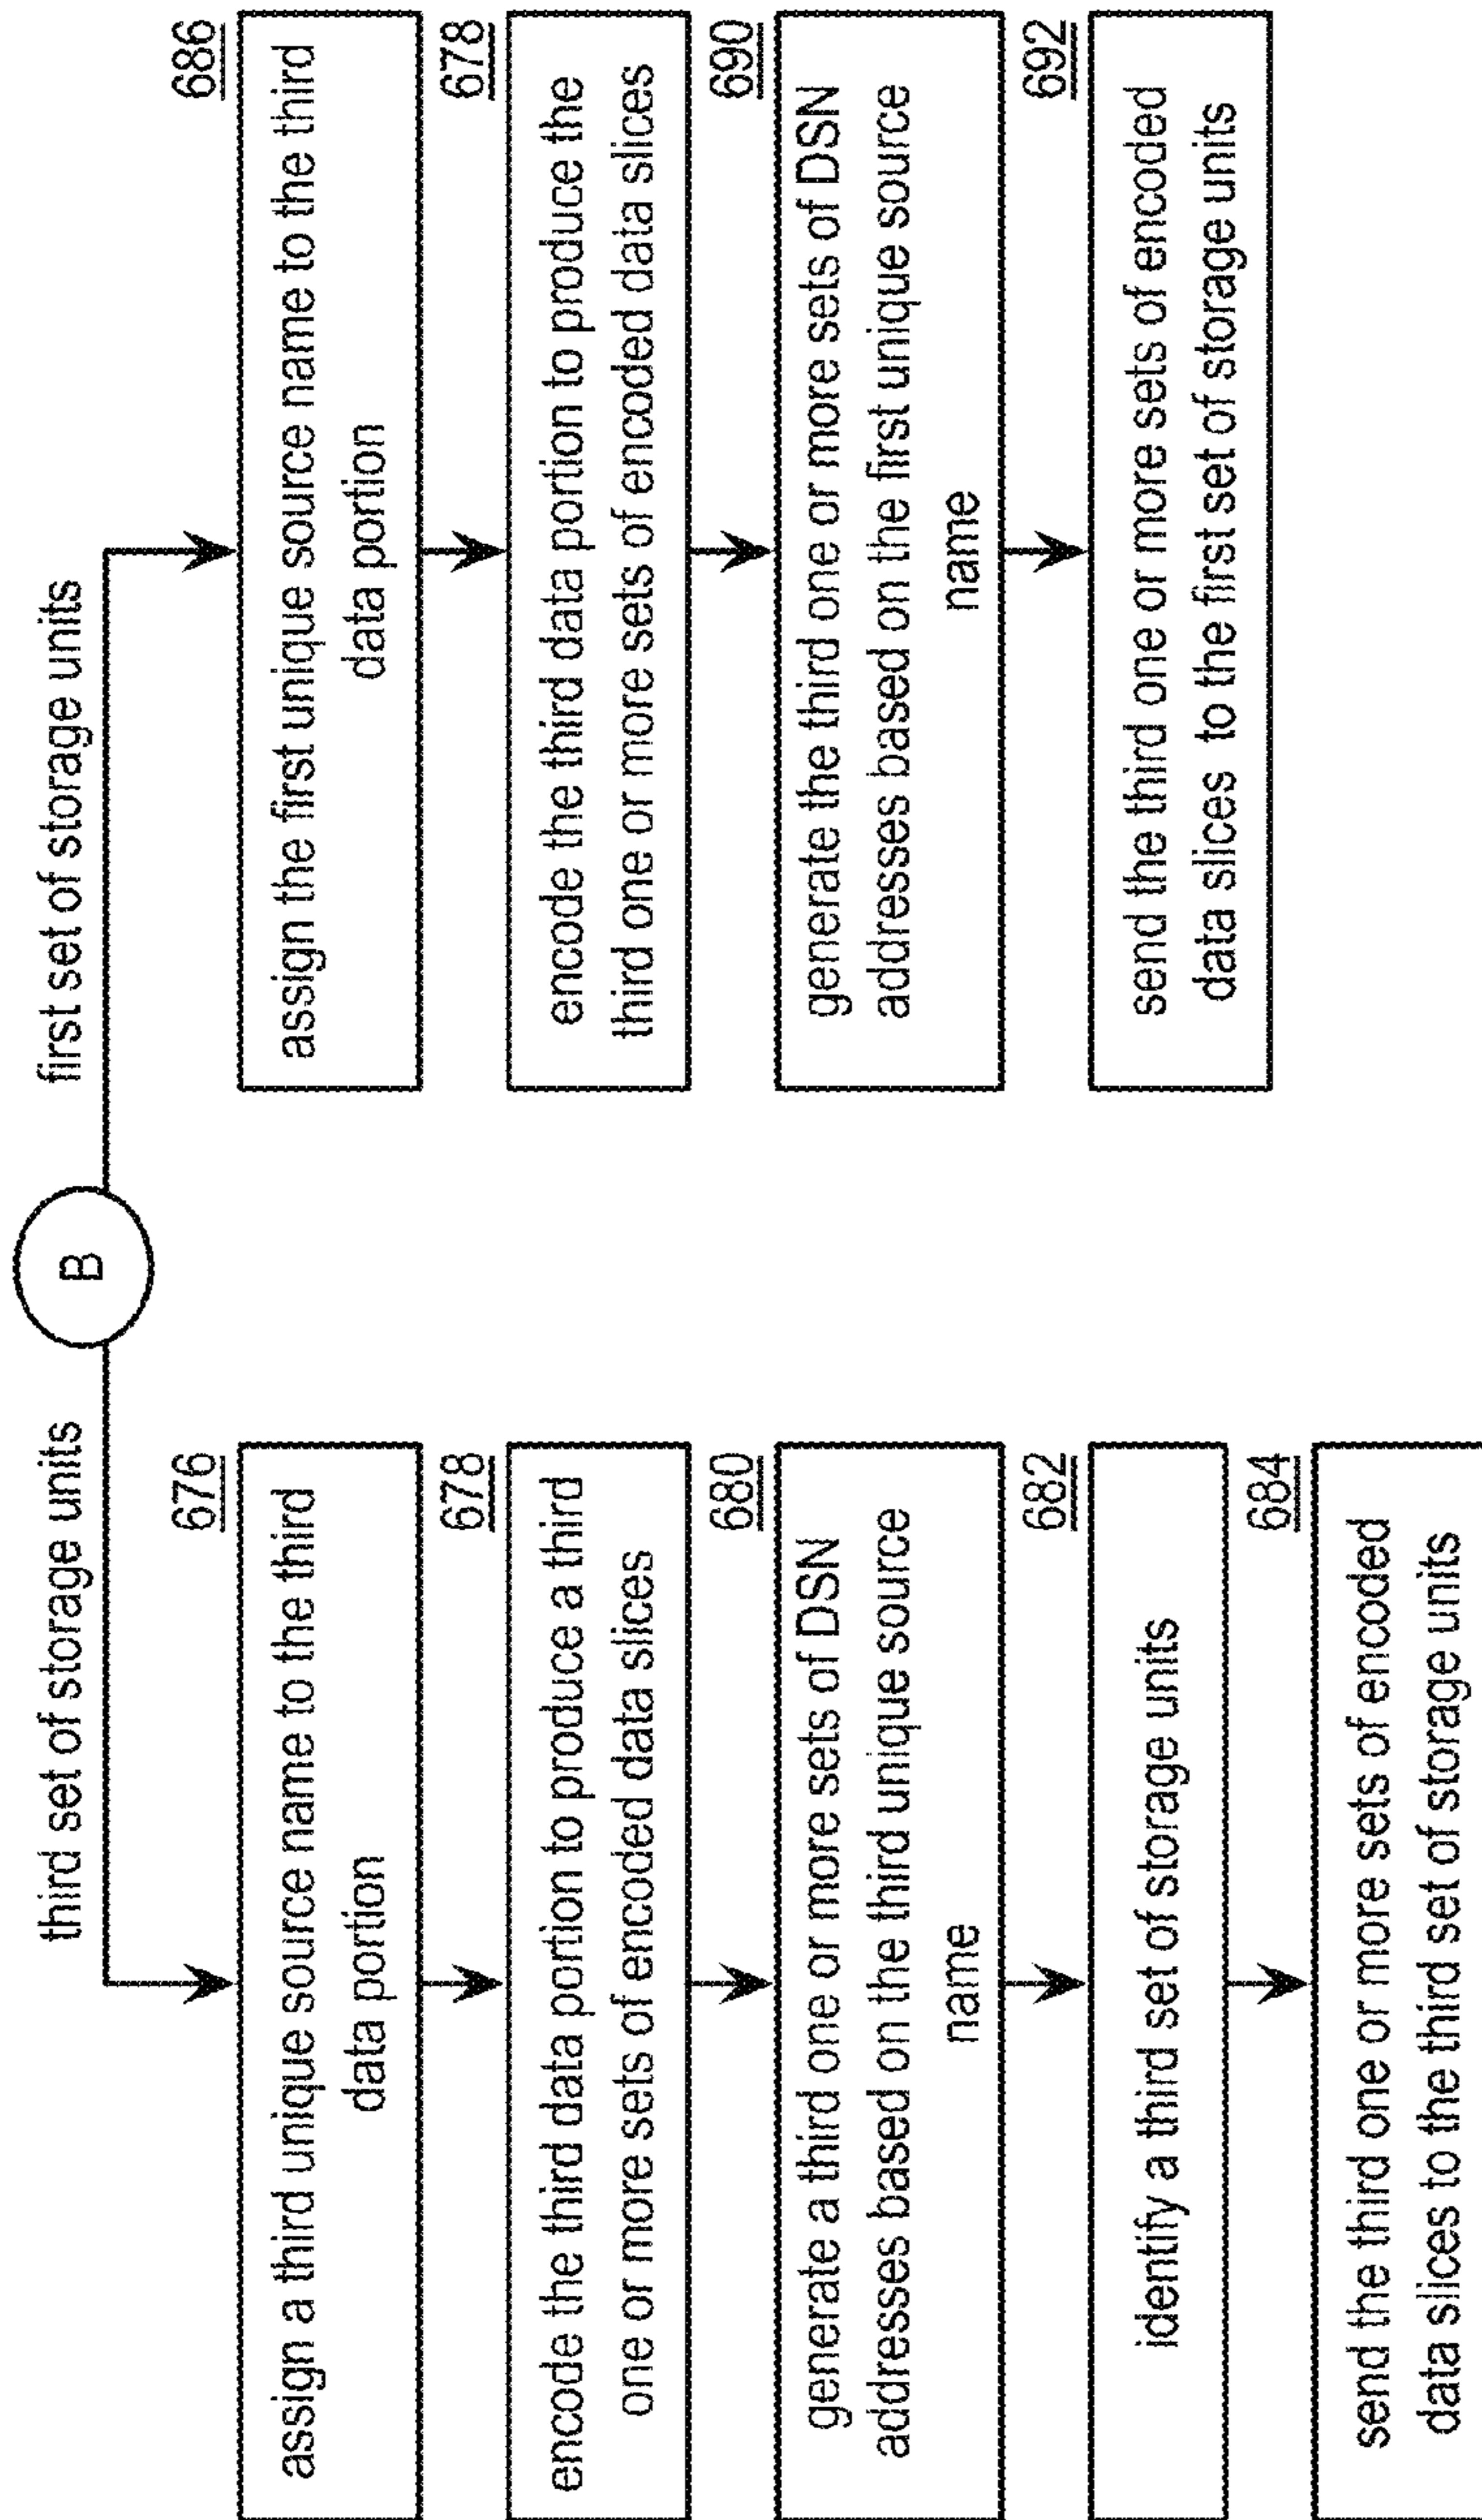 B
third set of storage units
676
assign a third unique source name to the third
data portion
678
encode the third data portion to produce a third
one or more sets of encoded data slices
680
generate a third one or more sets of DSN
addresses based on the third unique source
name
682
identify a third set of storage units
684
send the third one or more sets of encoded
data slices to the third set of storage units
first set of storage units
686
assign the first unique source name to the third
data portion
678
encode the third data portion to produce the
third one or more sets of encoded data slices
690
generate the third one or more sets of DSN
addresses based on the first unique source
name
692
send the third one or more sets of encoded
data slices to the first set of storage units